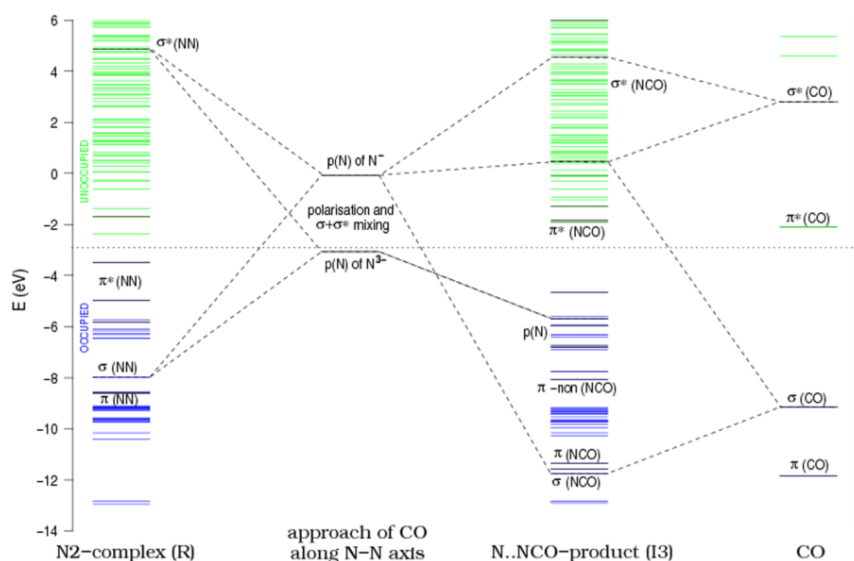 6
4
2
0
−2
−4
−6
−8
−10
−12
−14
E (eV)
UNOCCUPIED
OCCUPIED
σ*(NN)
π*(NN)
σ (NN)
π (NN)
p(N) of N⁻
polarisation and
σ+σ* mixing
p(N) of N³⁻
σ*(NCO)
π*(NCO)
p(N)
π −non (NCO)
π (NCO)
σ (NCO)
σ*(CO)
π*(CO)
σ (CO)
π (CO)
N2−complex (R)
approach of CO
along N−N axis
N..NCO−product (I3)
CO